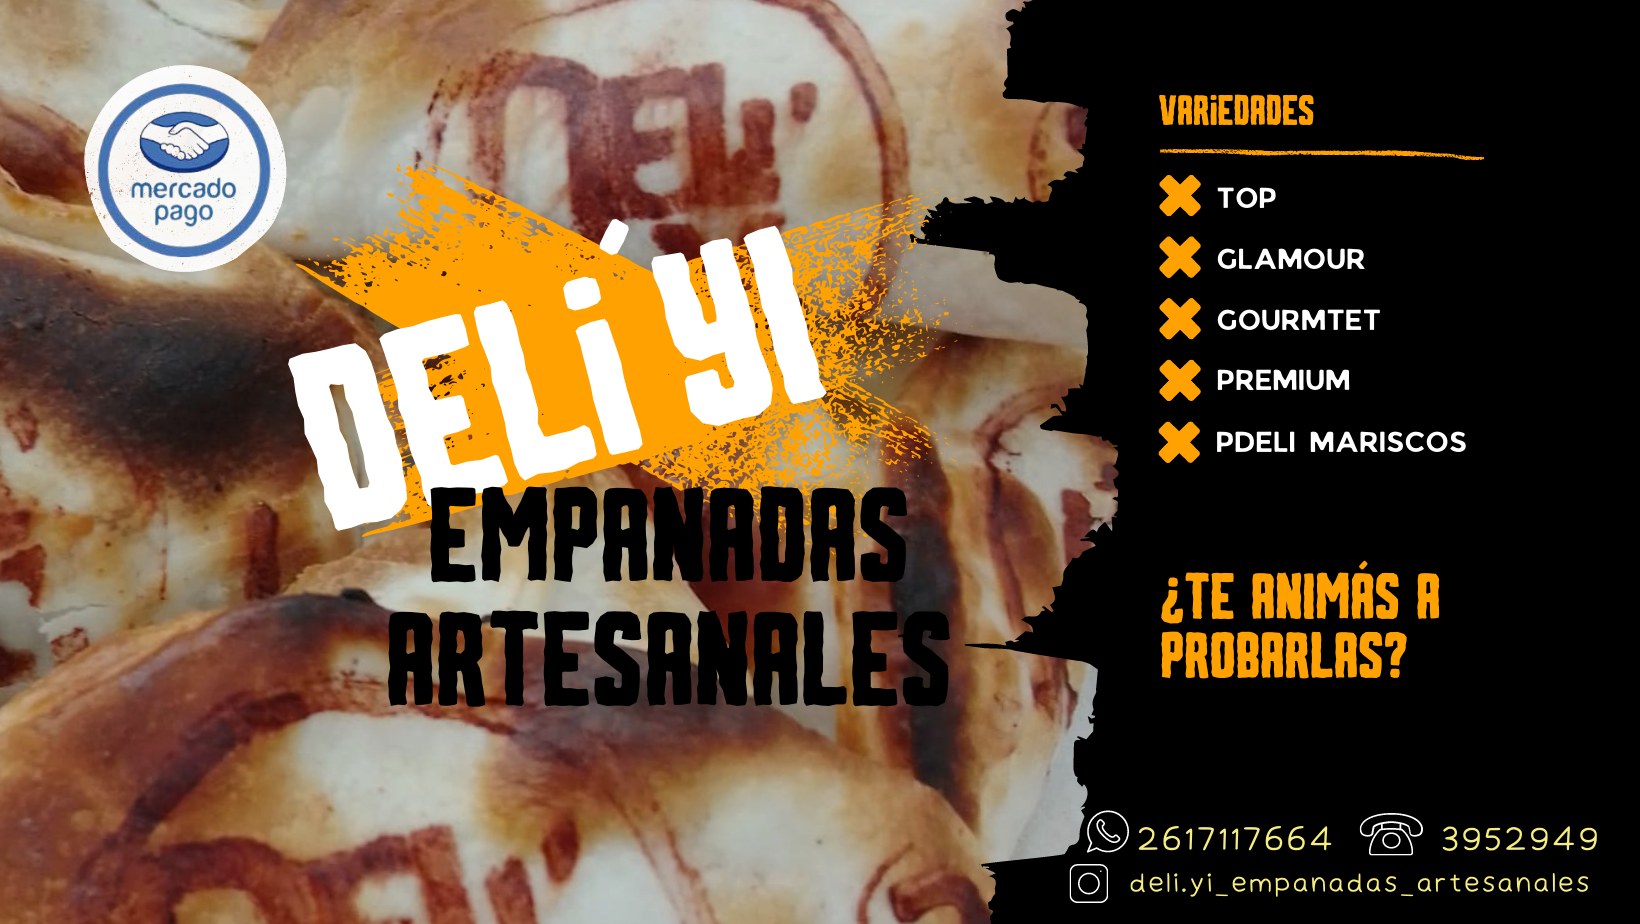 mercado
pago
DELÍ YI
EMPANADAS
ARTESANALES
VARiEDADES
TOP
GLAMOUR
GOURMTET
PREMIUM
PDELI MARISCOS
¿TE ANIMÁS A
PROBARLAS?
2617117664 3952949
deli.yi_empanadas_artesanales